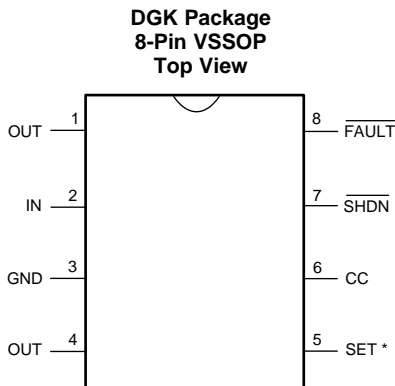 DGK Package
8-Pin VSSOP
Top View
OUT 1
8 FAULT
IN 2
7 SHDN
GND 3
6 CC
OUT 4
5 SET *